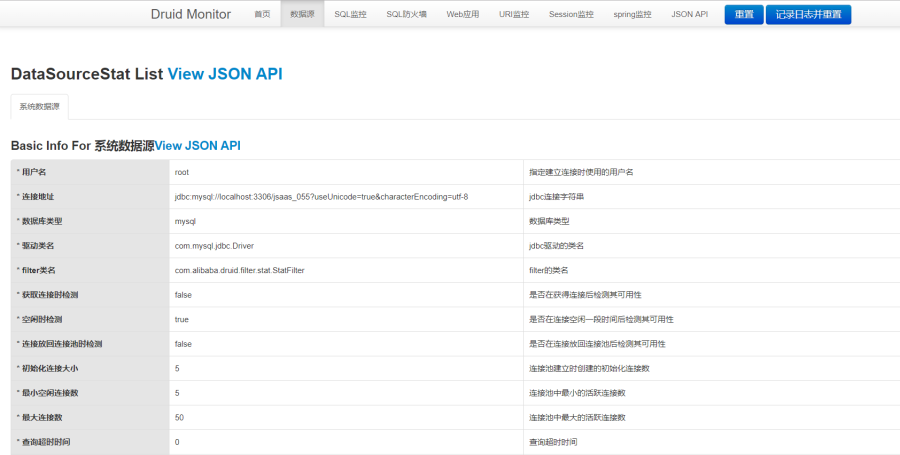 Druid Monitor 首页 数据源 SQL监控 SQL防火墙 Web应用 URI监控 Session监控 spring监控 JSON API 重置 记录日志并重置
DataSourceStat List View JSON API
系统数据源
Basic Info For 系统数据源View JSON API
* 用户名 root 指定建立连接时使用的用户名
* 连接地址 jdbc:mysql://localhost:3306/jsaas_055?useUnicode=true&characterEncoding=utf-8 jdbc连接字符串
* 数据库类型 mysql 数据库类型
* 驱动类名 com.mysql.jdbc.Driver jdbc驱动的类名
* filter类名 com.alibaba.druid.filter.stat.StatFilter filter的类名
* 获取连接时检测 false 是否在获得连接后检测其可用性
* 空闲时检测 true 是否在连接空闲一段时间后检测其可用性
* 连接放回连接池时检测 false 是否在连接放回连接池后检测其可用性
* 初始化连接大小 5 连接池建立时创建的初始化连接数
* 最小空闲连接数 5 连接池中最小的活跃连接数
* 最大连接数 50 连接池中最大的活跃连接数
* 查询超时时间 0 查询超时时间